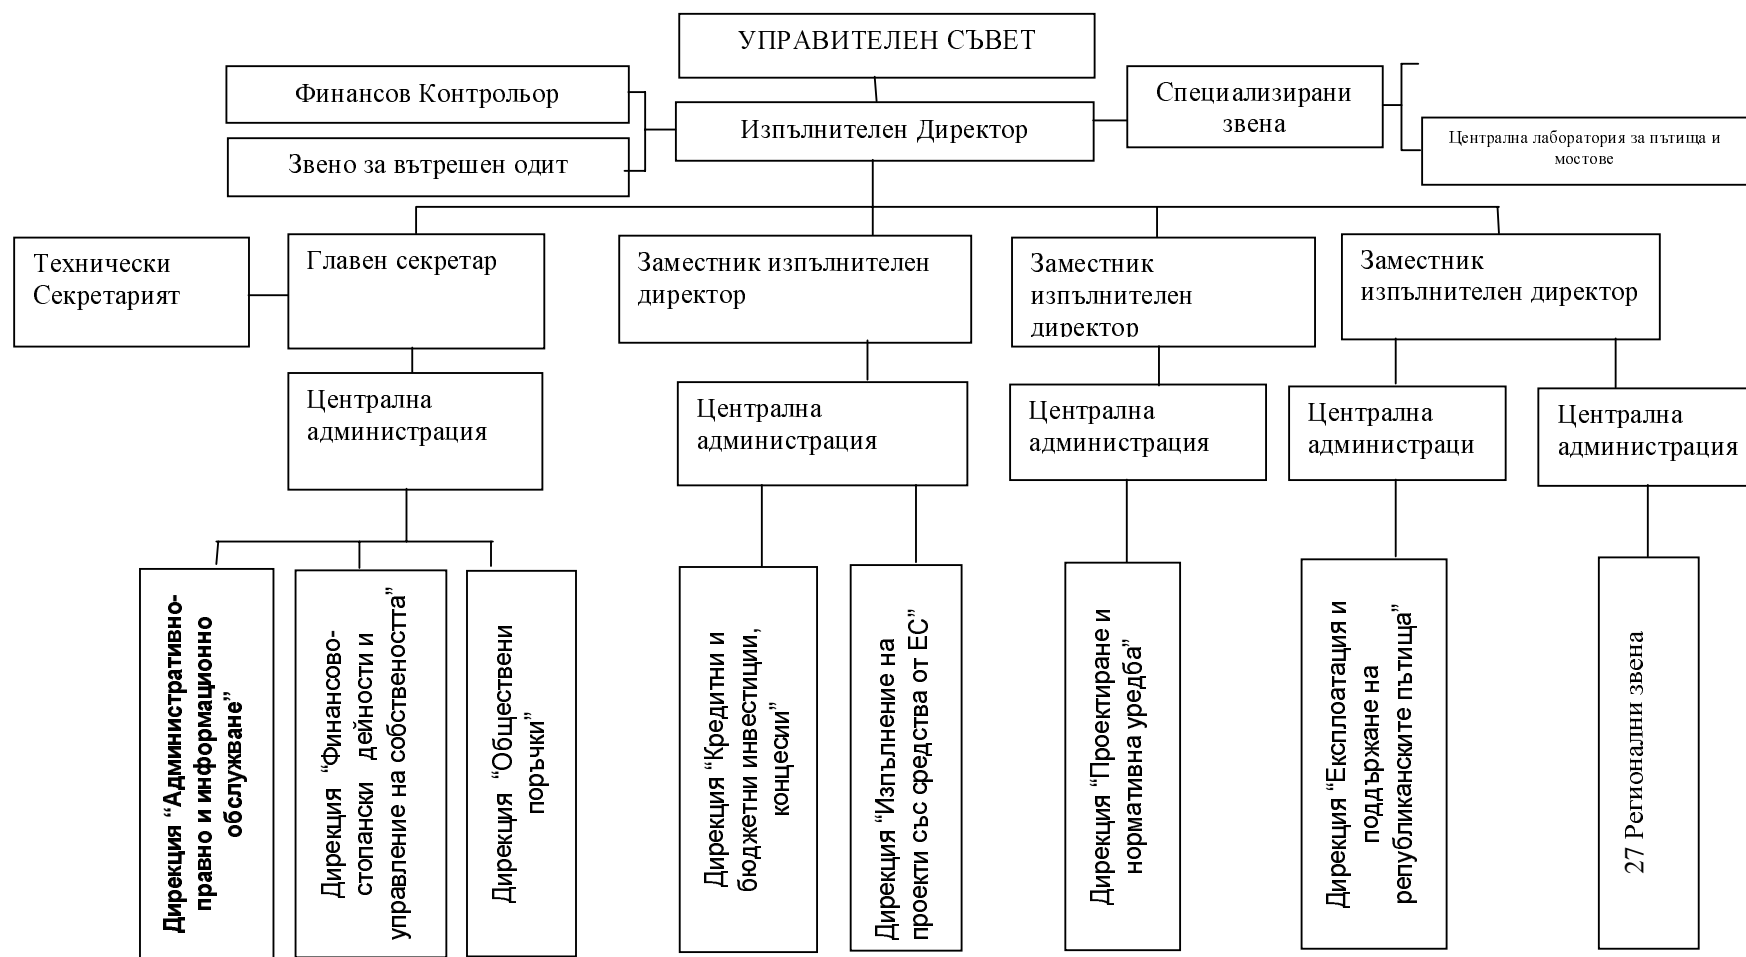 УПРАВИТЕЛЕН СЪВЕТ
Финансов Контрольор
Специализирани
звена
Изпълнителен Директор
Централна лаборатория за пътища и
мостове
Звено за вътрешен одит
Технически
Секретарият
Главен секретар
Заместник изпълнителен
директор
Заместник
изпълнителен
директор
Заместник
изпълнителен директор
Централна
администрация
Централна
администрация
Централна
администрация
Централна
администраци
Централна
администрация
Дирекция “Административно-
правно и информационно
обслужване”
Дирекция “Финансово-
стопански дейности и
управление на собствеността”
Дирекция “Обществени
поръчки”
Дирекция “Кредитни и
бюджетни инвестиции,
концесии”
Дирекция “Изпълнение на
проекти със средства от ЕС”
Дирекция “Проектиране и
нормативна уредба”
Дирекция “Експлоатация и
поддържане на
републиканските пътища”
27 Регионални звена